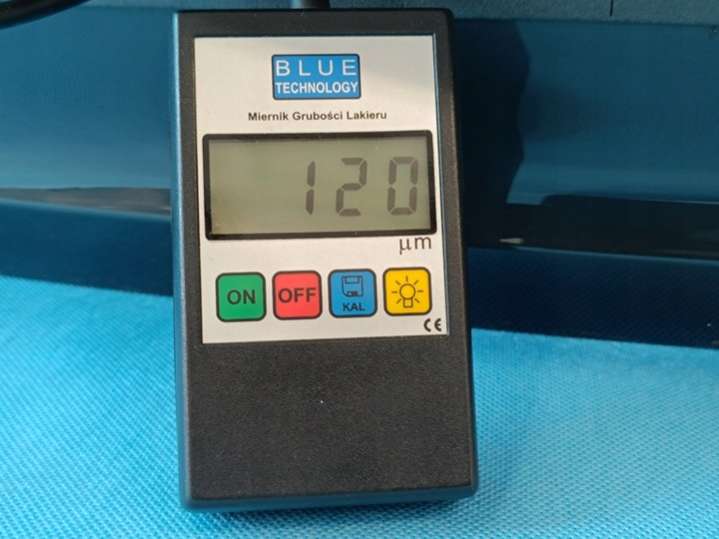 BLUE
TECHNOLOGY
Miernik Grubości Lakieru
120
μm
ON OFF KAL
CE